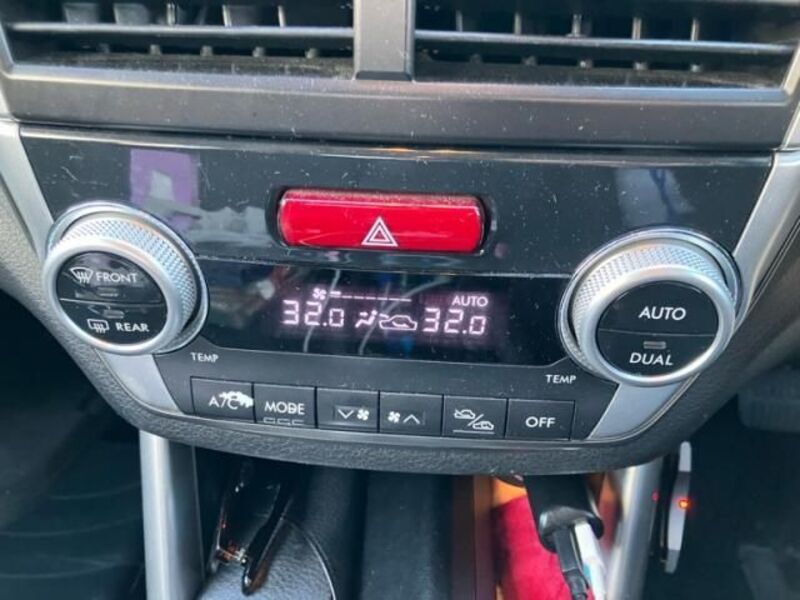 FRONT
REAR
AUTO
32.0 32.0
AUTO
DUAL
TEMP
TEMP
A/C
MODE
OFF